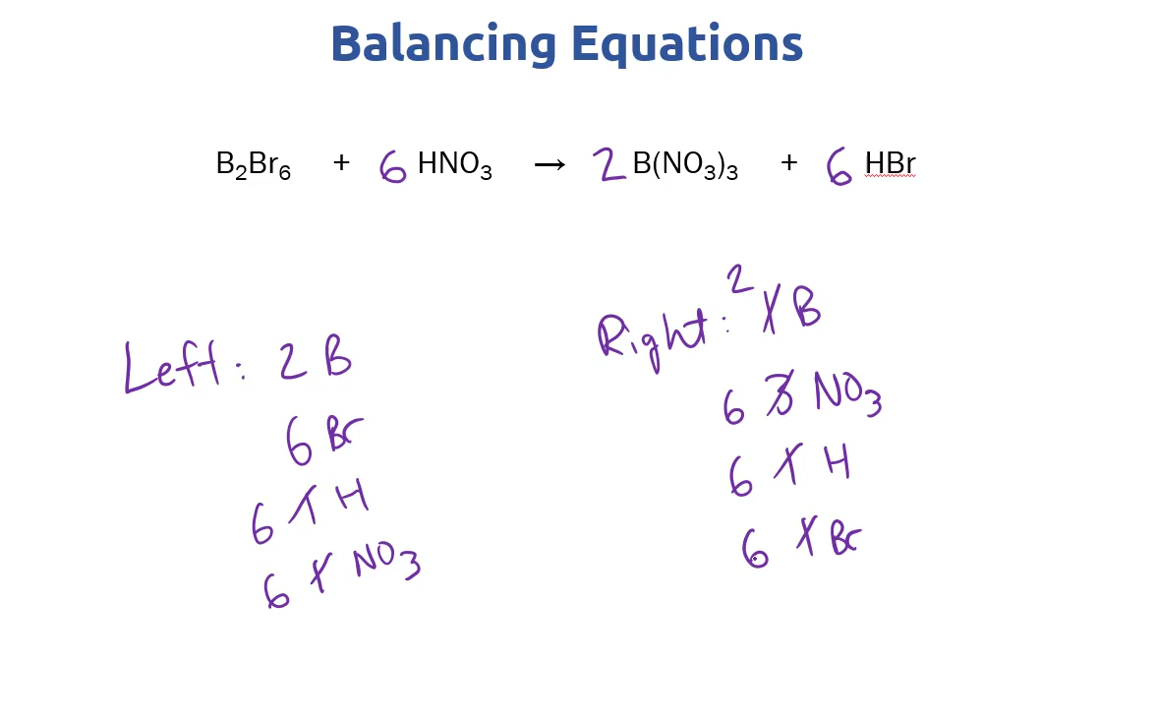 Balancing Equations
B₂Br₆ + 6 HNO₃ → 2 B(NO₃)₃ + 6 HBr
Left: 2 B
6 Br
6 1 H
6 1 NO₃
Right: 2 1 B
6 3 NO₃
6 1 H
6 1 Br